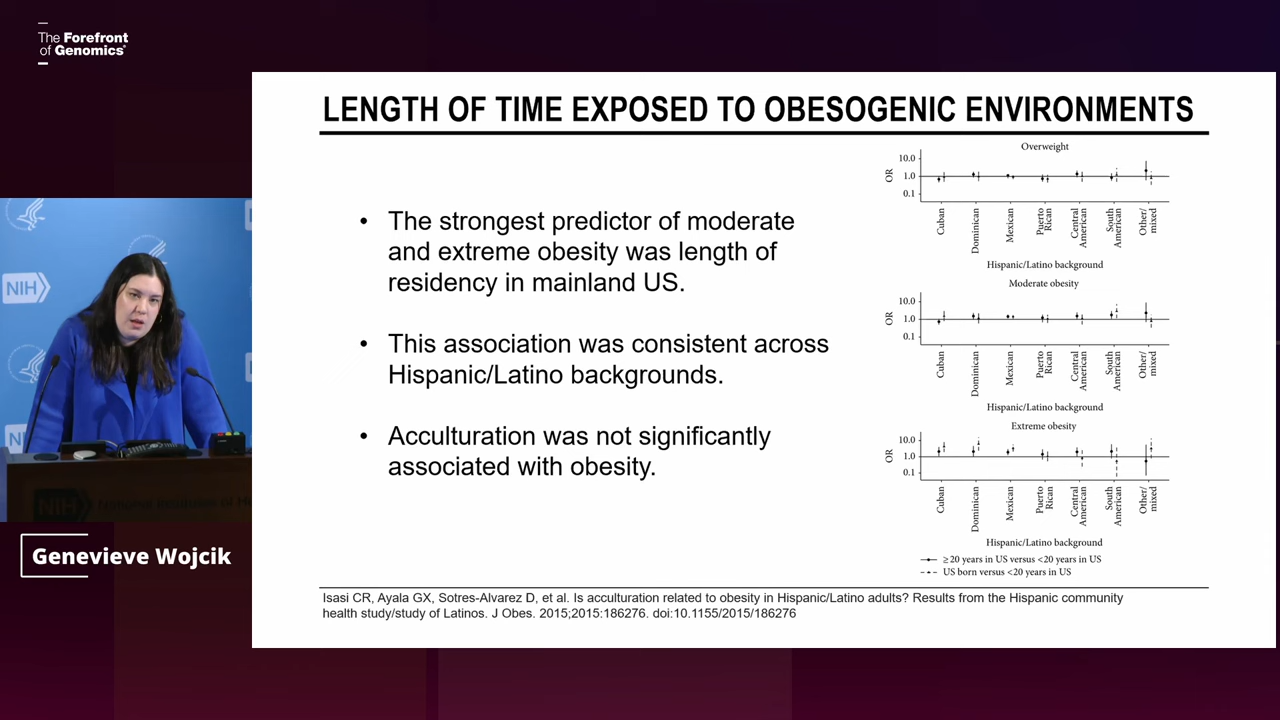 The Forefront
of Genomics®
LENGTH OF TIME EXPOSED TO OBESOGENIC ENVIRONMENTS
• The strongest predictor of moderate
and extreme obesity was length of
residency in mainland US.
• This association was consistent across
Hispanic/Latino backgrounds.
• Acculturation was not significantly
associated with obesity.
Overweight
OR
10.0
1.0
0.1
Cuban
Dominican
Mexican
Puerto
Rican
Central
American
South
American
Other/
mixed
Hispanic/Latino background
Moderate obesity
OR
10.0
1.0
0.1
Cuban
Dominican
Mexican
Puerto
Rican
Central
American
South
American
Other/
mixed
Hispanic/Latino background
Extreme obesity
OR
10.0
1.0
0.1
Cuban
Dominican
Mexican
Puerto
Rican
Central
American
South
American
Other/
mixed
Hispanic/Latino background
≥20 years in US versus <20 years in US
US born versus <20 years in US
Isasi CR, Ayala GX, Sotres-Alvarez D, et al. Is acculturation related to obesity in Hispanic/Latino adults? Results from the Hispanic community
health study/study of Latinos. J Obes. 2015;2015:186276. doi:10.1155/2015/186276
NIH
NIH
National Institutes of H
Genevieve Wojcik